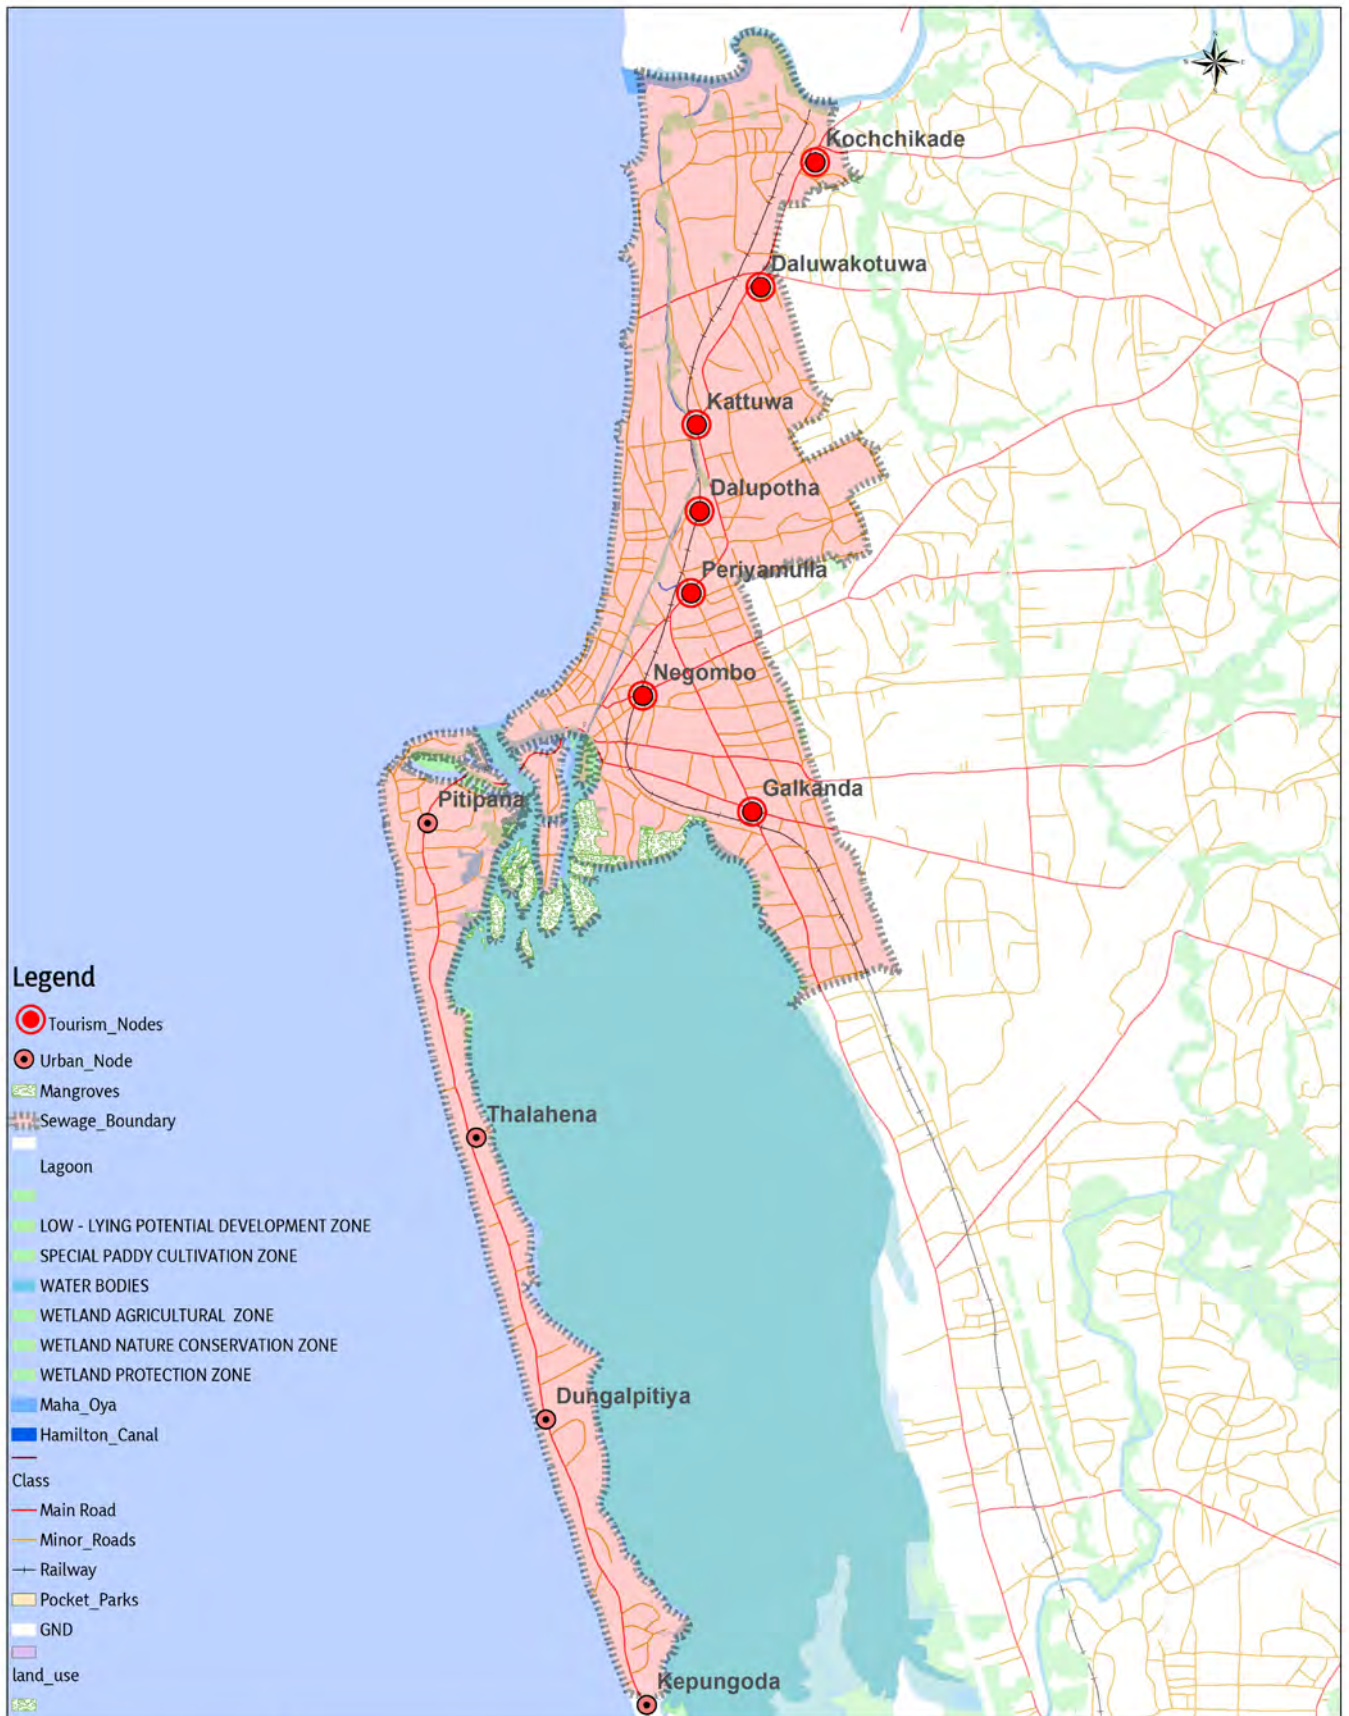 Kochchikade
Daluwakotuwa
Kattuwa
Dalupotha
Periyamulla
Negombo
Galkanda
Pitipana
Thalahena
Dungalpitiya
Kepungoda
Legend
Tourism_Nodes
Urban_Node
Mangroves
Sewage_Boundary
Lagoon
LOW - LYING POTENTIAL DEVELOPMENT ZONE
SPECIAL PADDY CULTIVATION ZONE
WATER BODIES
WETLAND AGRICULTURAL ZONE
WETLAND NATURE CONSERVATION ZONE
WETLAND PROTECTION ZONE
Maha_Oya
Hamilton_Canal
Class
Main Road
Minor_Roads
Railway
Pocket_Parks
GND
land_use